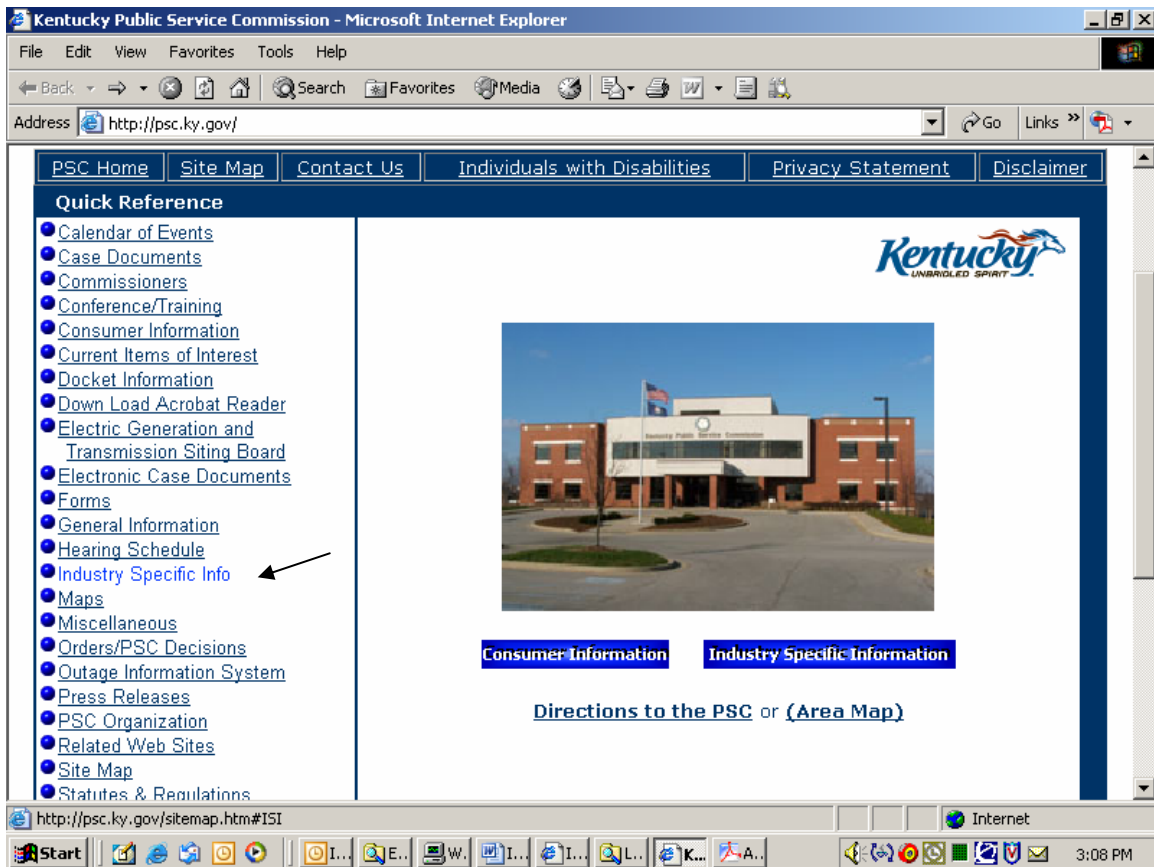 Kentucky Public Service Commission - Microsoft Internet Explorer
File Edit View Favorites Tools Help
Back Search Favorites Media
Address http://psc.ky.gov/ Go Links »
PSC Home Site Map Contact Us Individuals with Disabilities Privacy Statement Disclaimer
Quick Reference
Calendar of Events
Case Documents
Commissioners
Conference/Training
Consumer Information
Current Items of Interest
Docket Information
Down Load Acrobat Reader
Electric Generation and
Transmission Siting Board
Electronic Case Documents
Forms
General Information
Hearing Schedule
Industry Specific Info
Maps
Miscellaneous
Orders/PSC Decisions
Outage Information System
Press Releases
PSC Organization
Related Web Sites
Site Map
Statutes & Regulations
Kentucky
UNBRIDLED SPIRIT
Kentucky Public Service Commission
Consumer Information Industry Specific Information
Directions to the PSC or (Area Map)
http://psc.ky.gov/sitemap.htm#ISI Internet
Start I... E... W... I... I... L... K... A... 3:08 PM